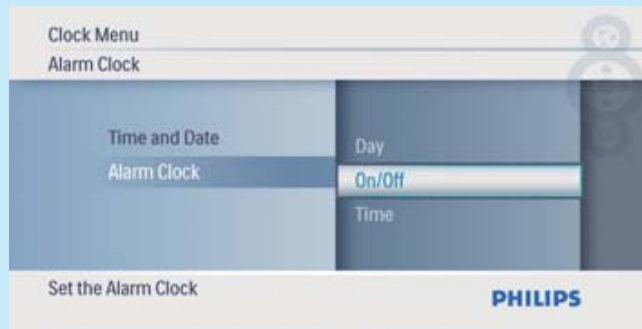 Clock Menu
Alarm Clock
Time and Date
Alarm Clock
Day
On/Off
Time
Set the Alarm Clock
PHILIPS